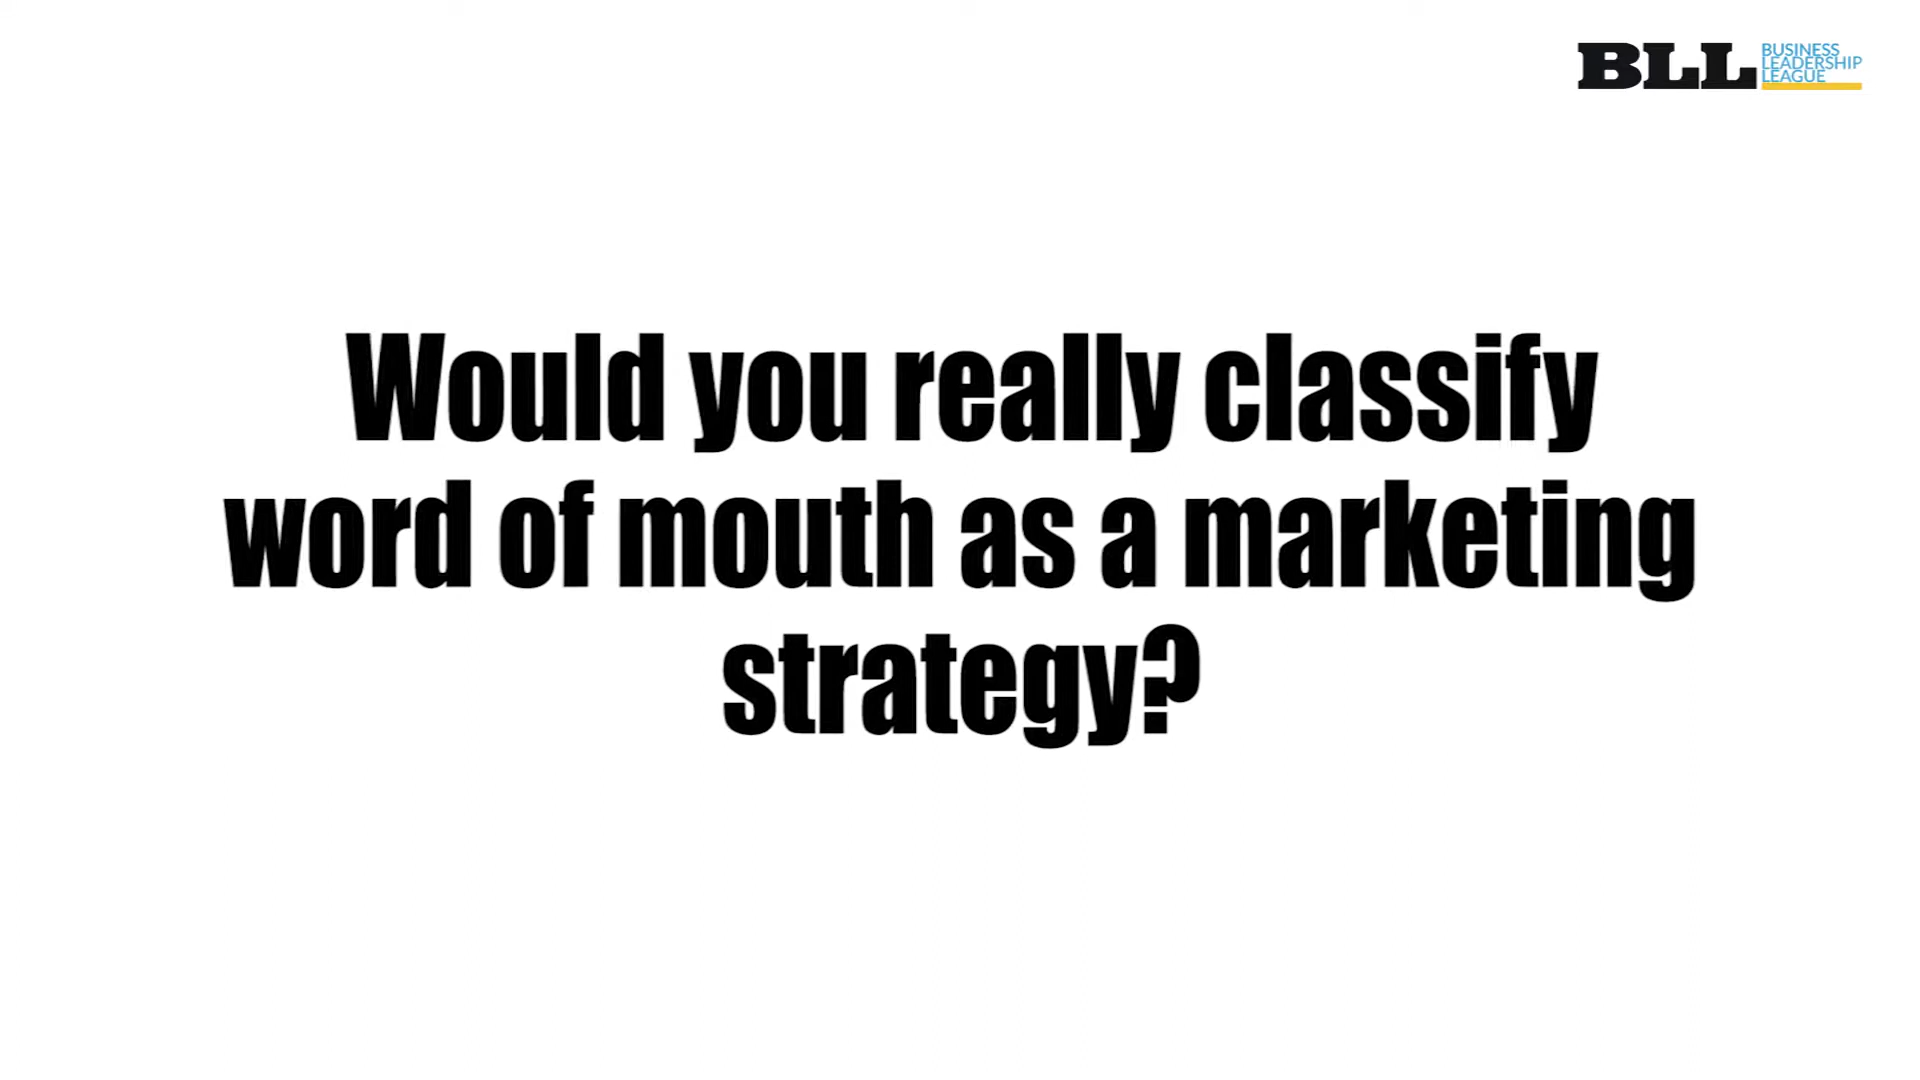 BLL
BUSINESS
LEADERSHIP
LEAGUE
Would you really classify
word of mouth as a marketing
strategy?